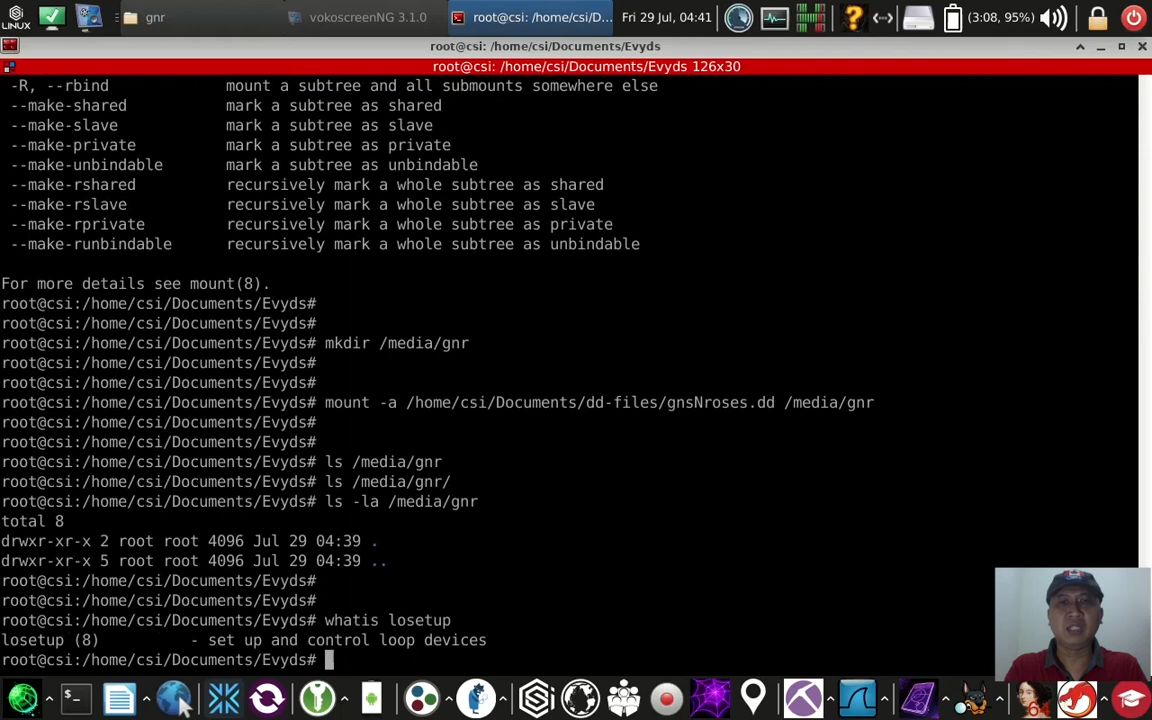 LINUX
gnr
vokoscreenNG 3.1.0
root@csi: /home/csi/D...
Fri 29 Jul, 04:41
(3:08, 95%)
root@csi: /home/csi/Documents/Evyds
root@csi: /home/csi/Documents/Evyds 126x30
-R, --rbind mount a subtree and all submounts somewhere else
--make-shared mark a subtree as shared
--make-slave mark a subtree as slave
--make-private mark a subtree as private
--make-unbindable mark a subtree as unbindable
--make-rshared recursively mark a whole subtree as shared
--make-rslave recursively mark a whole subtree as slave
--make-rprivate recursively mark a whole subtree as private
--make-runbindable recursively mark a whole subtree as unbindable
For more details see mount(8).
root@csi:/home/csi/Documents/Evyds#
root@csi:/home/csi/Documents/Evyds#
root@csi:/home/csi/Documents/Evyds# mkdir /media/gnr
root@csi:/home/csi/Documents/Evyds#
root@csi:/home/csi/Documents/Evyds#
root@csi:/home/csi/Documents/Evyds# mount -a /home/csi/Documents/dd-files/gnsNroses.dd /media/gnr
root@csi:/home/csi/Documents/Evyds#
root@csi:/home/csi/Documents/Evyds#
root@csi:/home/csi/Documents/Evyds# ls /media/gnr
root@csi:/home/csi/Documents/Evyds# ls /media/gnr/
root@csi:/home/csi/Documents/Evyds# ls -la /media/gnr
total 8
drwxr-xr-x 2 root root 4096 Jul 29 04:39 .
drwxr-xr-x 5 root root 4096 Jul 29 04:39 ..
root@csi:/home/csi/Documents/Evyds#
root@csi:/home/csi/Documents/Evyds#
root@csi:/home/csi/Documents/Evyds# whatis losetup
losetup (8) - set up and control loop devices
root@csi:/home/csi/Documents/Evyds#